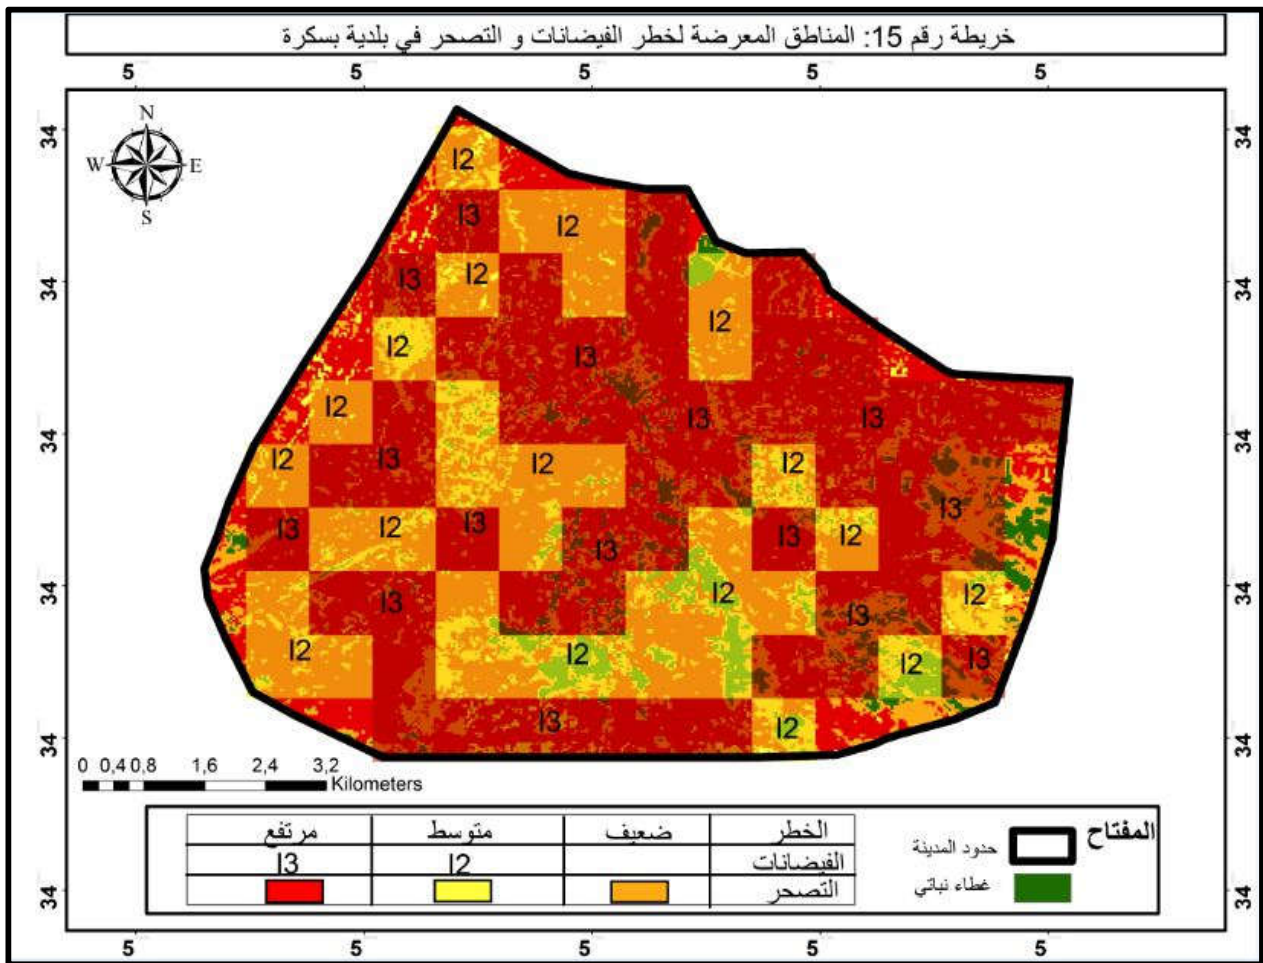 خريطة رقم 15: المناطق المعرضة لخطر الفيضانات و التصحر في بلدية بسكرة
5 5 5 5 5
34 34
N
W E
S
I2
I3 I2
34 34
I3 I2
I2
I2 I3
I2 I3 I3
34 34
I2 I3 I2 I2
I3
I3 I2 I3 I3 I3 I2
34 34
I3 I2 I3 I2
I2 I2 I2 I3
I3 I2
34 34
0 0,4 0,8 1,6 2,4 3,2
Kilometers
المفتاح
حدود المدينة
غطاء نباتي
الخطر ضعيف متوسط مرتفع
الفيضانات I2 I3
التصحر
34 34
5 5 5 5 5